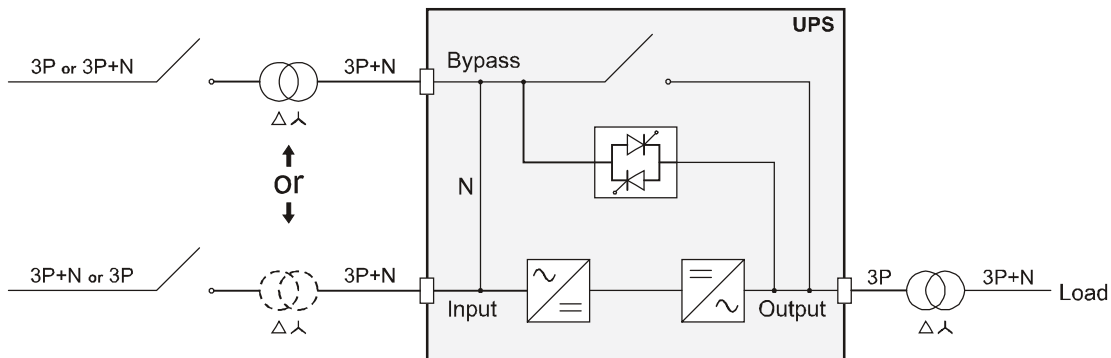 UPS
3P or 3P+N
3P+N
Bypass
or
N
3P+N or 3P
3P+N
Input
Output
3P
3P+N
Load